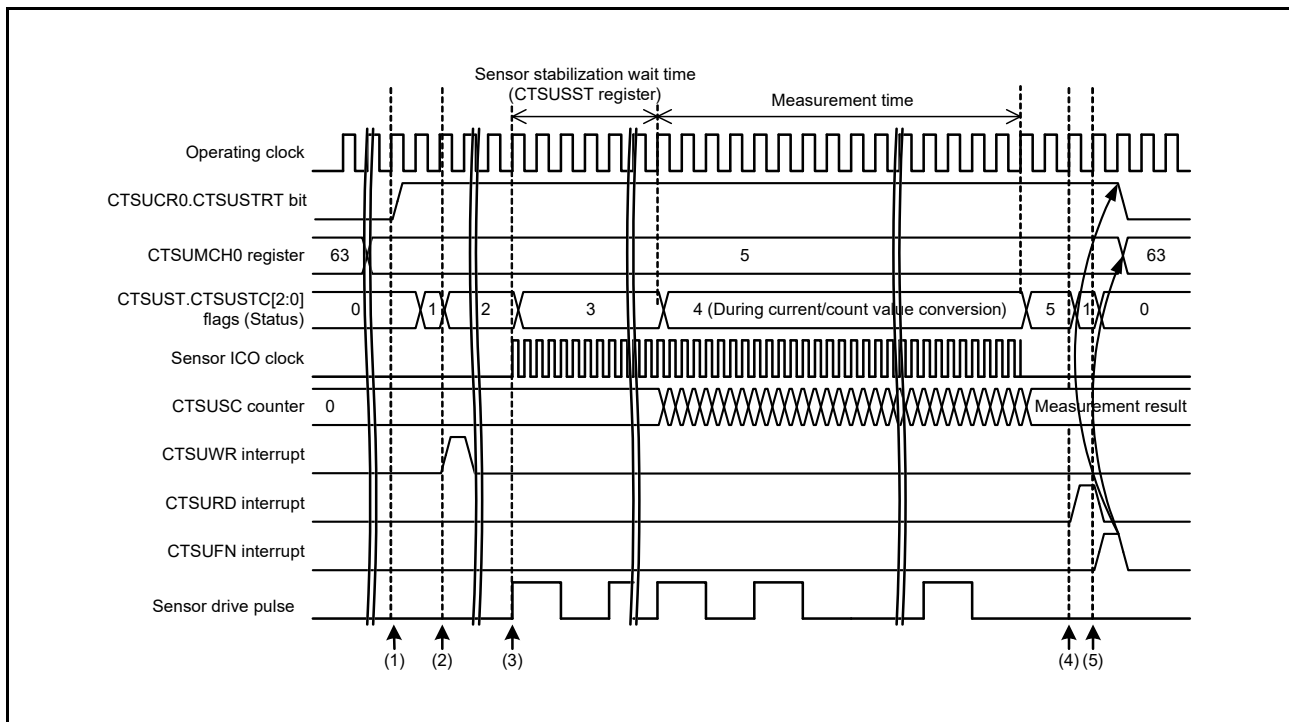 Sensor stabilization wait time
(CTSUSST register)
Measurement time
Operating clock
CTSUCR0.CTSUSTRT bit
CTSUMCH0 register
63
5
63
CTSUST.CTSUSTC[2:0]
flags (Status)
0
1
2
3
4 (During current/count value conversion)
5
1
0
Sensor ICO clock
CTSUSC counter
0
Measurement result
CTSUWR interrupt
CTSURD interrupt
CTSUFN interrupt
Sensor drive pulse
(1)
(2)
(3)
(4)
(5)